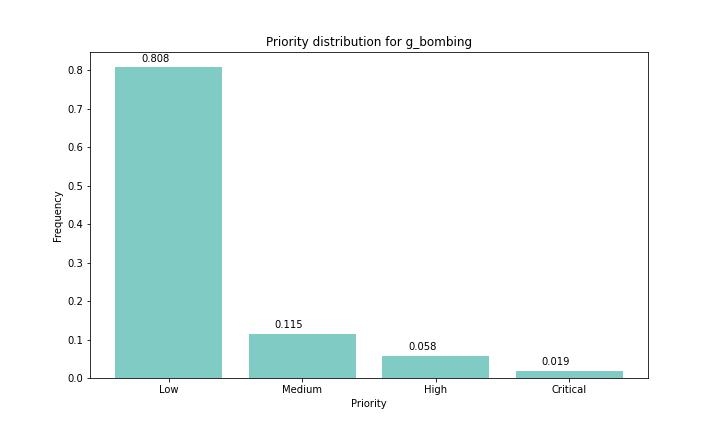 Priority distribution for g_bombing
0.808
0.115
0.058
0.019
0.8
0.7
0.6
0.5
0.4
0.3
0.2
0.1
0.0
Frequency
Low
Medium
High
Critical
Priority